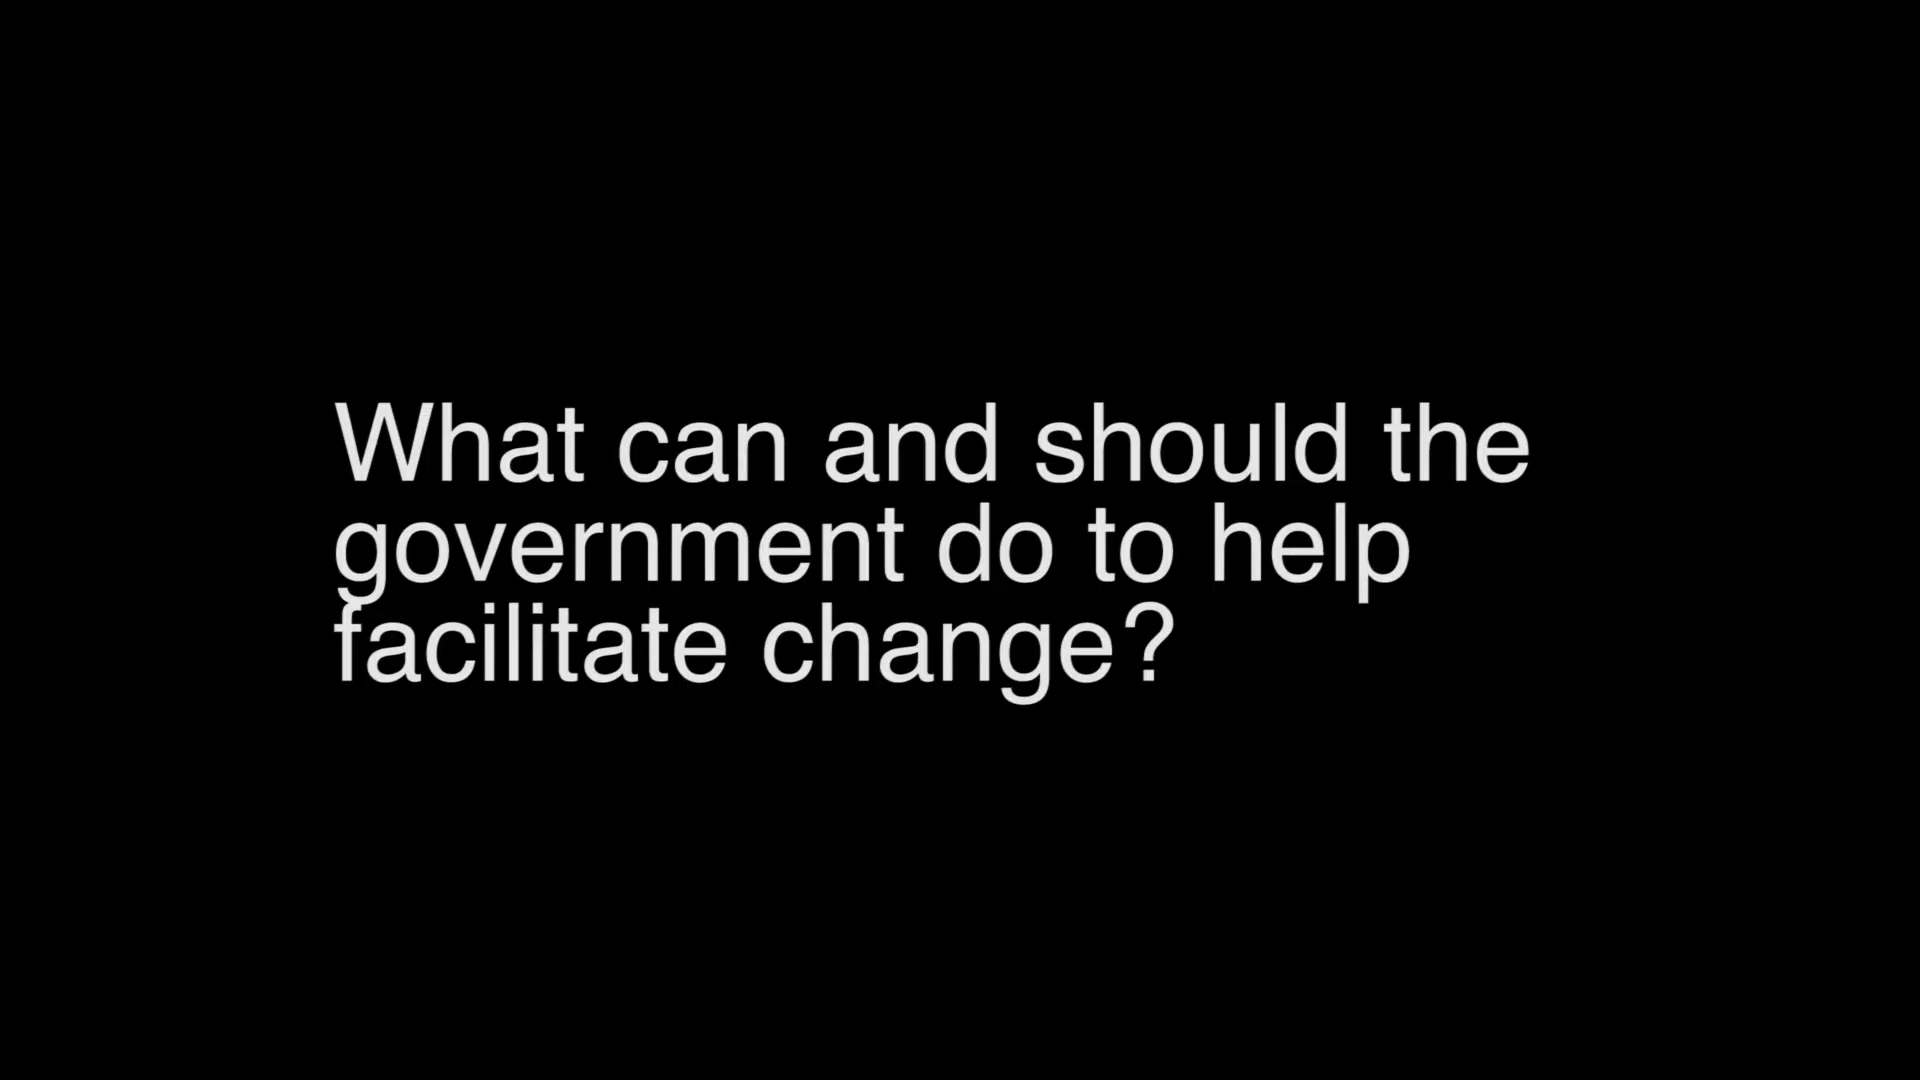 What can and should the
government do to help
facilitate change?